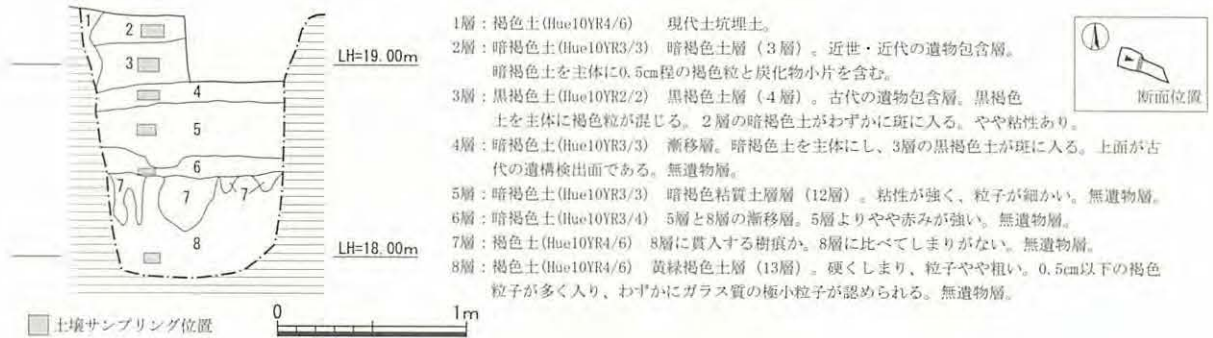 1
2
3
4
5
6
7
7
7
8
LH=19.00m
LH=18.00m
土壌サンプリング位置
0
1m
1層：褐色土(Hue10YR4/6)　現代土坑埋土。
2層：暗褐色土(Hue10YR3/3)　暗褐色土層（３層）。近世・近代の遺物包含層。
暗褐色土を主体に0.5㎝程の褐色粒と炭化物小片を含む。
3層：黒褐色土(Hue10YR2/2)　黒褐色土層（４層）。古代の遺物包含層。黒褐色
土を主体に褐色粒が混じる。２層の暗褐色土がわずかに斑に入る。やや粘性あり。
4層：暗褐色土(Hue10YR3/3)　漸移層。暗褐色土を主体にし、3層の黒褐色土が斑に入る。上面が古
代の遺構検出面である。無遺物層。
5層：暗褐色土(Hue10YR3/3)　暗褐色粘質土層層（12層）。粘性が強く、粒子が細かい。無遺物層。
6層：暗褐色土(Hue10YR3/4)　5層と8層の漸移層。5層よりやや赤みが強い。無遺物層。
7層：褐色土(Hue10YR4/6)　8層に貫入する樹痕か。8層に比べてしまりがない。無遺物層。
8層：褐色土(Hue10YR4/6)　黄緑褐色土層（13層）。硬くしまり、粒子やや粗い。0.5㎝以下の褐色
粒子が多く入り、わずかにガラス質の極小粒子が認められる。無遺物層。
断面位置